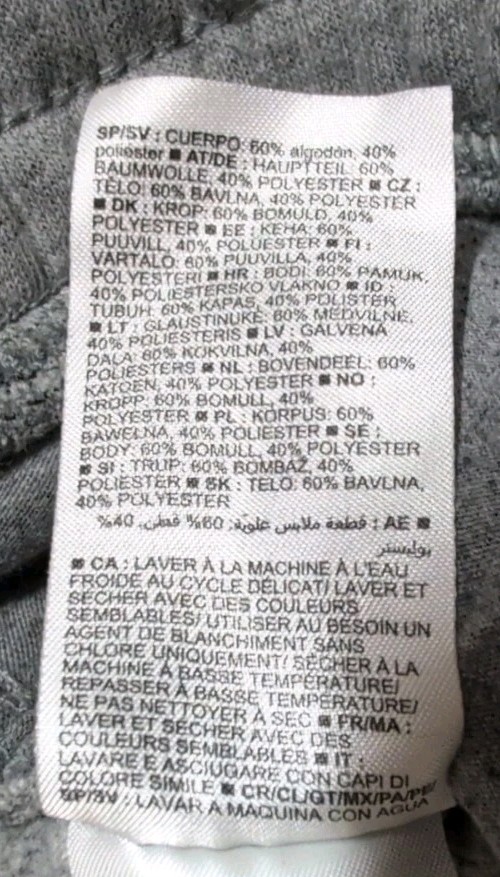 SP/SV : CUERPO: 60% algodón, 40%
poliéster ■ AT/DE : HAUPTTEIL: 60%
BAUMWOLLE, 40% POLYESTER ■ CZ :
TĚLO: 60% BAVLNA, 40% POLYESTER
■ DK : KROP: 60% BOMULD, 40%
POLYESTER ■ EE : KEHA: 60%
PUUVILL, 40% POLÜESTER ■ FI :
VARTALO: 60% PUUVILLA, 40%
POLYESTERI ■ HR : BODI: 60% PAMUK,
40% POLIESTERSKO VLAKNO ■ ID :
TUBUH: 60% KAPAS, 40% POLISTER
■ LT : GLAUSTINUKĖ: 60% MEDVILNĖ,
40% POLIESTERIS ■ LV : GALVENĀ
DAĻA: 60% KOKVILNA, 40%
POLIESTERS ■ NL : BOVENDEEL: 60%
KATOEN, 40% POLYESTER ■ NO :
KROPP: 60% BOMULL, 40%
POLYESTER ■ PL : KORPUS: 60%
BAWEŁNA, 40% POLIESTER ■ SE :
BODY: 60% BOMULL, 40% POLYESTER
■ SI : TRUP: 60% BOMBAŽ, 40%
POLIESTER ■ SK : TELO: 60% BAVLNA,
40% POLYESTER
■ AE : قطعة ملابس علوية: 60% قطن، 40%
بوليستر
■ CA : LAVER À LA MACHINE À L'EAU
FROIDE AU CYCLE DÉLICAT/ LAVER ET
SÉCHER AVEC DES COULEURS
SEMBLABLES/ UTILISER AU BESOIN UN
AGENT DE BLANCHIMENT SANS
CHLORE UNIQUEMENT/ SÉCHER À LA
MACHINE À BASSE TEMPÉRATURE/
REPASSER À BASSE TEMPÉRATURE/
NE PAS NETTOYER À SEC ■ FR/MA :
LAVER ET SÉCHER AVEC DES
COULEURS SEMBLABLES ■ IT :
LAVARE E ASCIUGARE CON CAPI DI
COLORE SIMILE ■ CR/CL/GT/MX/PA/PE/
SP/SV : LAVAR A MÁQUINA CON AGUA